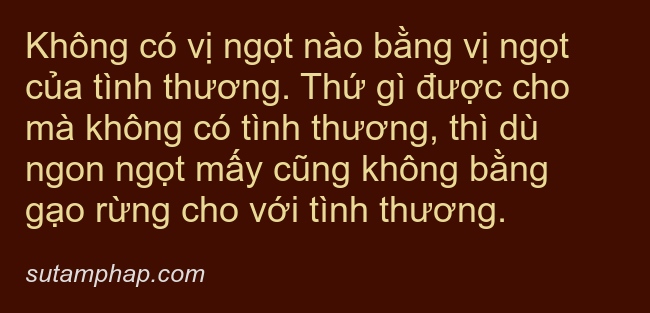 Không có vị ngọt nào bằng vị ngọt
của tình thương. Thứ gì được cho
mà không có tình thương, thì dù
ngon ngọt mấy cũng không bằng
gạo rừng cho với tình thương.
sutamphap.com